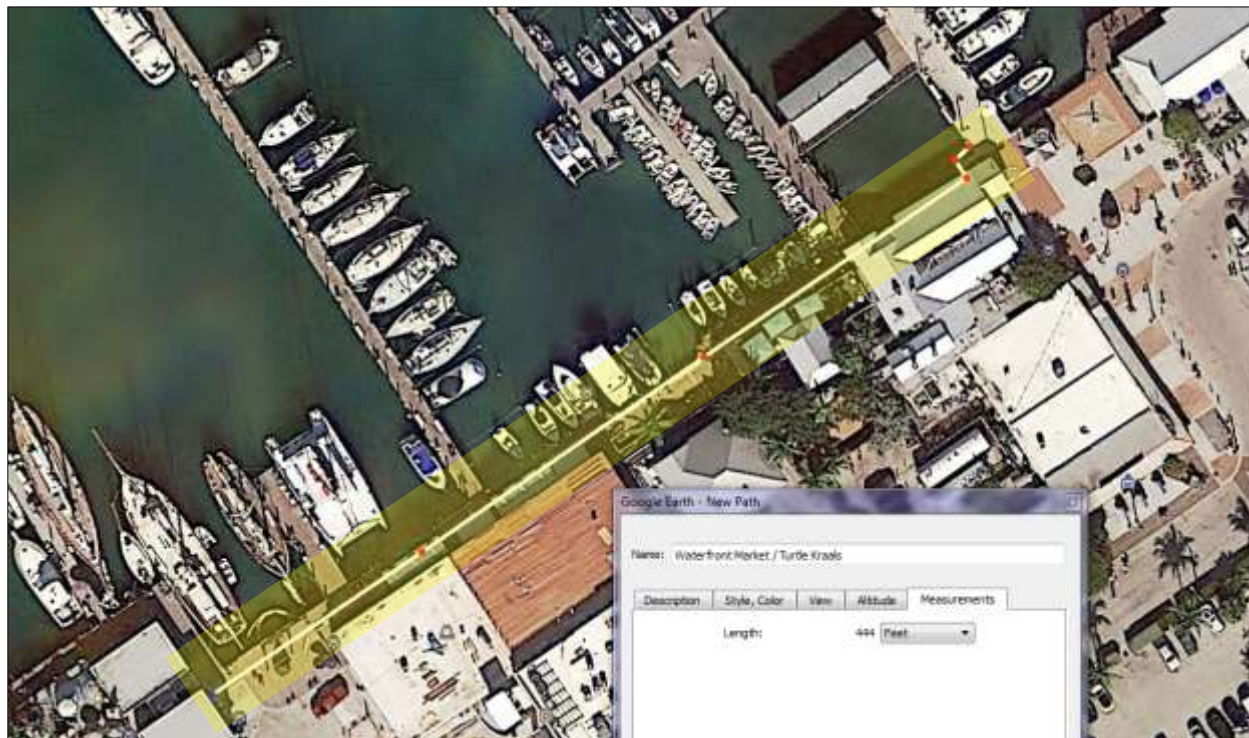 Google Earth - New Path
Name: Waterfront Market / Turtle Kraals
Description Style, Color View Altitude Measurements
Length: 444 Feet